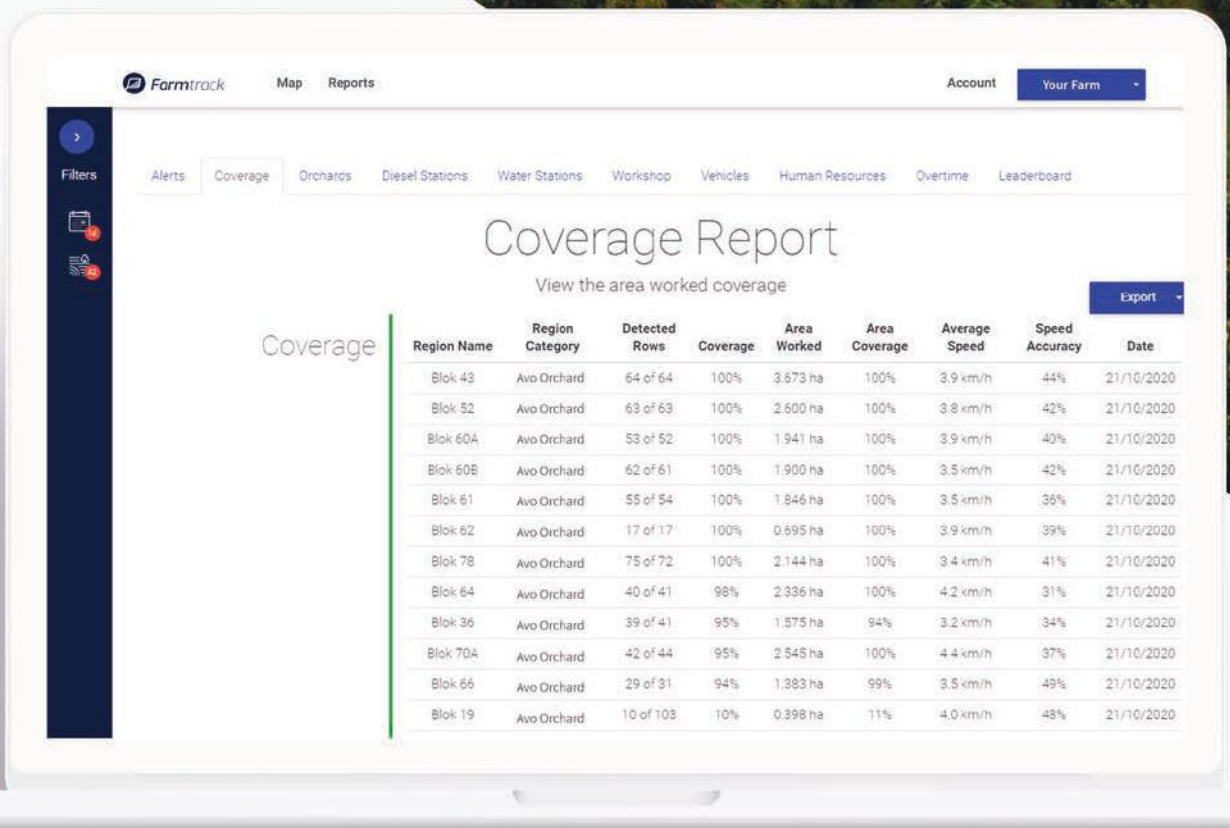 Farmtrack Map Reports Account Your Farm
Filters
Alerts Coverage Orchards Diesel Stations Water Stations Workshop Vehicles Human Resources Overtime Leaderboard
Coverage Report
View the area worked coverage
Export
Coverage
Region Name Region Category Detected Rows Coverage Area Worked Area Coverage Average Speed Speed Accuracy Date
Blok 43 Avo Orchard 64 of 64 100% 3.673 ha 100% 3.9 km/h 44% 21/10/2020
Blok 52 Avo Orchard 63 of 63 100% 2.600 ha 100% 3.8 km/h 42% 21/10/2020
Blok 60A Avo Orchard 53 of 52 100% 1.941 ha 100% 3.9 km/h 40% 21/10/2020
Blok 60B Avo Orchard 62 of 61 100% 1.900 ha 100% 3.5 km/h 42% 21/10/2020
Blok 61 Avo Orchard 55 of 54 100% 1.846 ha 100% 3.5 km/h 36% 21/10/2020
Blok 62 Avo Orchard 17 of 17 100% 0.695 ha 100% 3.9 km/h 39% 21/10/2020
Blok 78 Avo Orchard 75 of 72 100% 2.144 ha 100% 3.4 km/h 41% 21/10/2020
Blok 64 Avo Orchard 40 of 41 98% 2.336 ha 100% 4.2 km/h 31% 21/10/2020
Blok 36 Avo Orchard 39 of 41 95% 1.575 ha 94% 3.2 km/h 34% 21/10/2020
Blok 70A Avo Orchard 42 of 44 95% 2.545 ha 100% 4.4 km/h 37% 21/10/2020
Blok 66 Avo Orchard 29 of 31 94% 1.383 ha 99% 3.5 km/h 49% 21/10/2020
Blok 19 Avo Orchard 10 of 103 10% 0.398 ha 11% 4.0 km/h 48% 21/10/2020